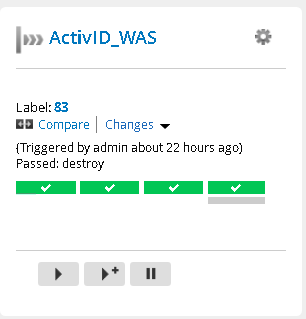 ActivID_WAS
Label: 83
Compare | Changes
(Triggered by admin about 22 hours ago)
Passed: destroy